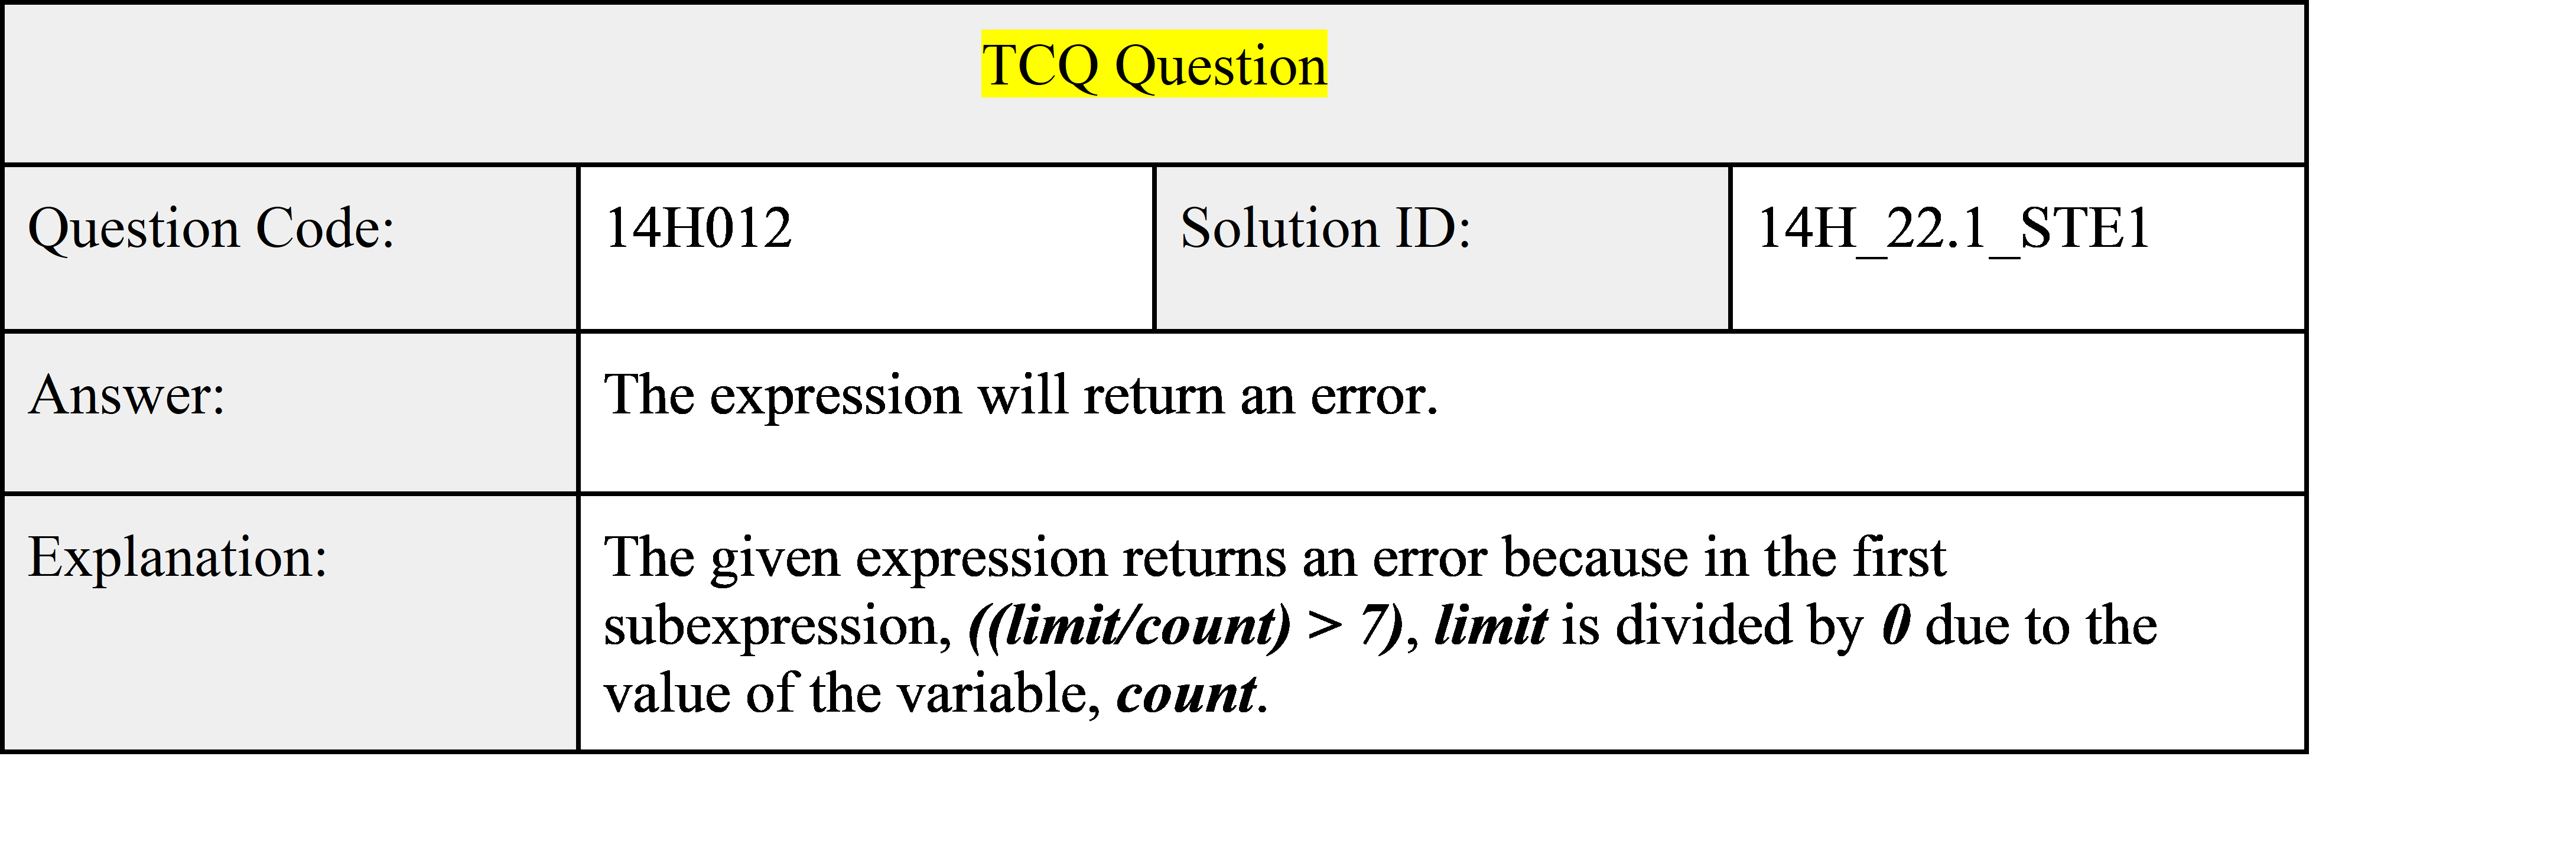 TCQ Question
Question Code:
14H012
Solution ID:
14H_22.1_STE1
Answer:
The expression will return an error.
Explanation:
The given expression returns an error because in the first
subexpression, ((limit/count) > 7), limit is divided by 0 due to the
value of the variable, count.